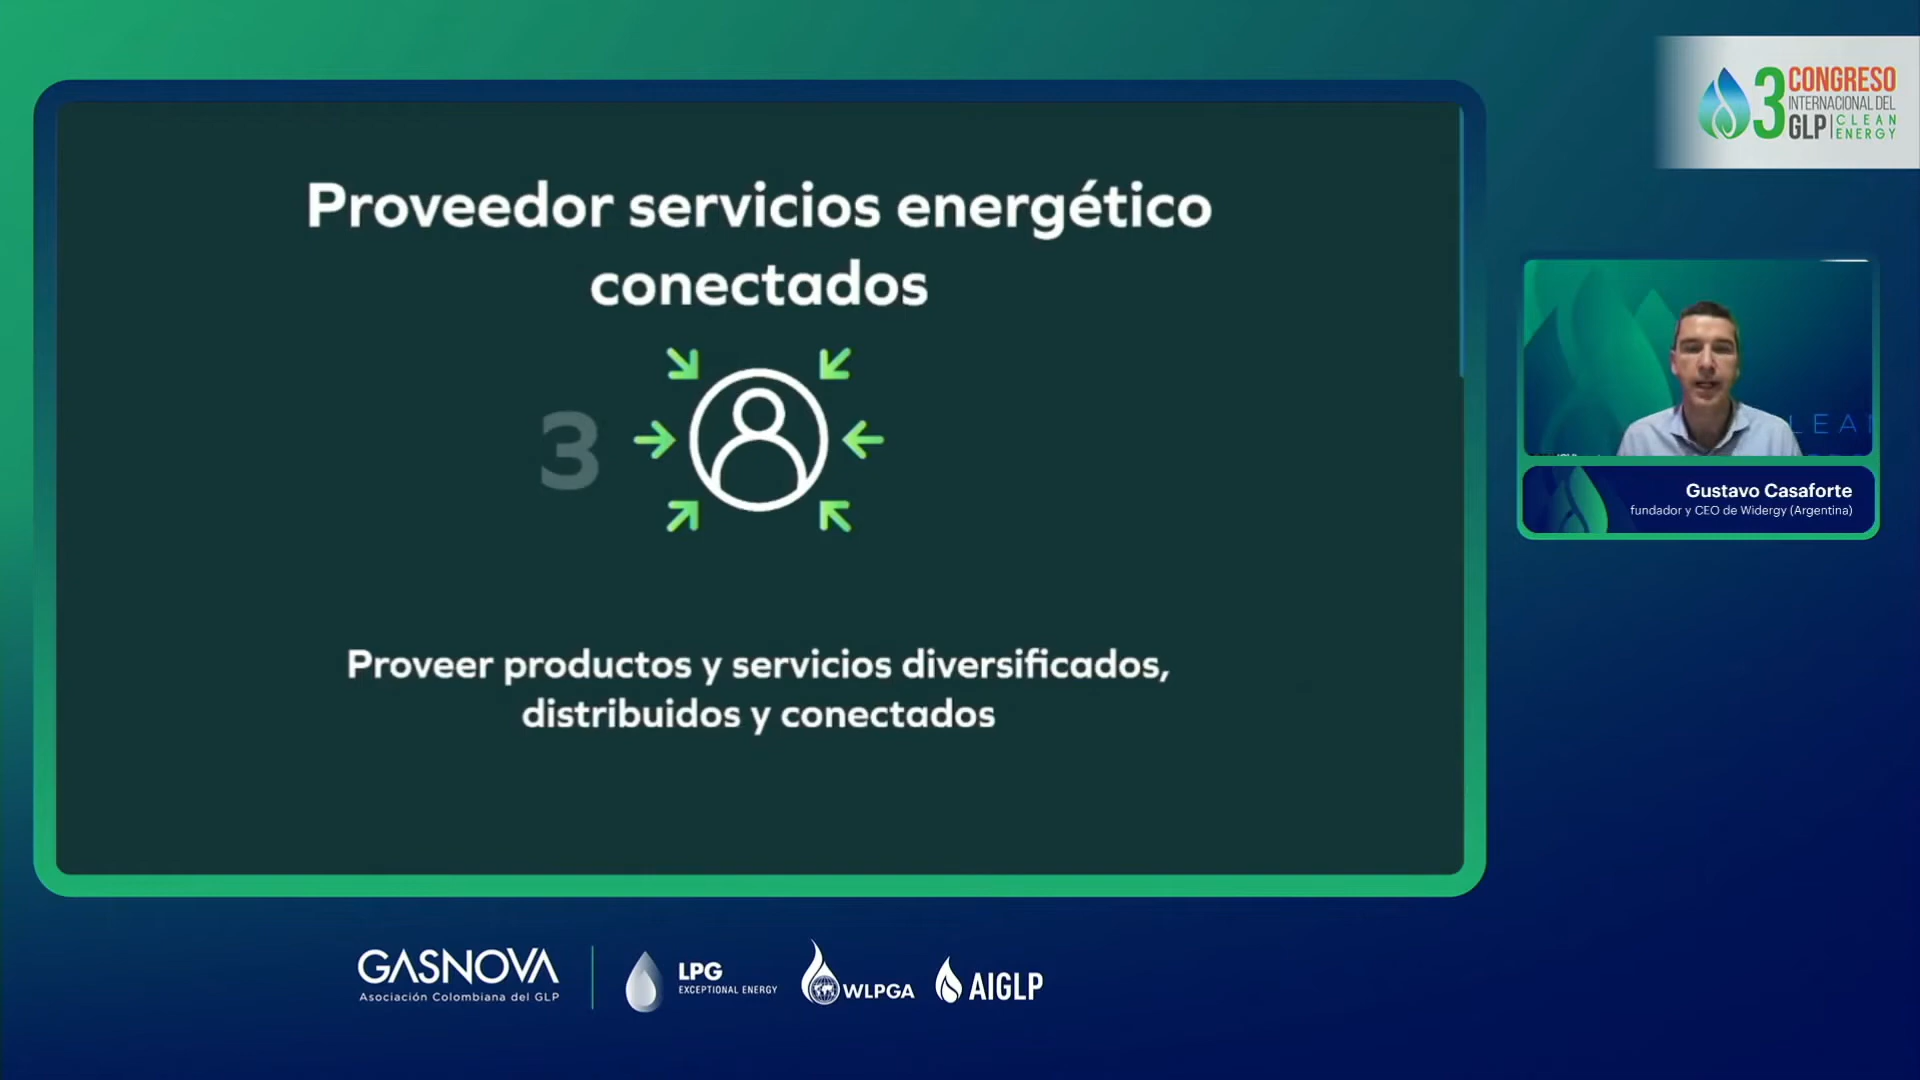 3 CONGRESO
INTERNACIONAL DEL
GLP | CLEAN
ENERGY
Proveedor servicios energético
conectados
3
Proveer productos y servicios diversificados,
distribuidos y conectados
LEAN
Gustavo Casaforte
fundador y CEO de Widergy (Argentina)
GASNOVA
Asociación Colombiana del GLP
LPG
EXCEPTIONAL ENERGY
WLPGA
AIGLP